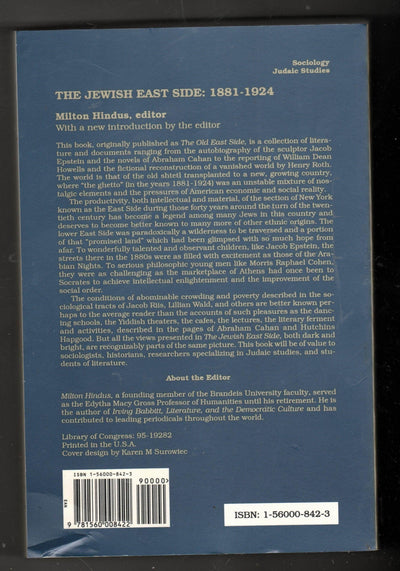 Sociology
Judaic Studies
THE JEWISH EAST SIDE: 1881-1924
Milton Hindus, editor
With a new introduction by the editor
This book, originally published as The Old East Side, is a collection of litera-
ture and documents ranging from the autobiography of the sculptor Jacob
Epstein and the novels of Abraham Cahan to the reporting of William Dean
Howells and the fictional reconstruction of a vanished world by Henry Roth.
The world is that of the old shtetl transplanted to a new, growing country,
where "the ghetto" (in the years 1881-1924) was an unstable mixture of nos-
talgic elements and the pressures of American economic and social reality.
The productivity, both intellectual and material, of the section of New York
known as the East Side during those forty years around the turn of the twen-
tieth century has become a legend among many Jews in this country and
deserves to become better known to many more of other ethnic origins. The
lower East Side was paradoxically a wilderness to be traversed and a portion
of that "promised land" which had been glimpsed with so much hope from
afar. To wonderfully talented and observant children, like Jacob Epstein, the
streets there in the 1880s were as filled with excitement as those of the Ara-
bian Nights. To serious philosophic young men like Morris Raphael Cohen,
they were as challenging as the marketplace of Athens had once been to
Socrates to achieve intellectual enlightenment and the improvement of the
social order.
The conditions of abominable crowding and poverty described in the so-
ciological tracts of Jacob Riis, Lillian Wald, and others are better known per-
haps to the average reader than the accounts of such pleasures as the danc-
ing schools, the Yiddish theaters, the cafes, the lectures, the literary ferment
and activities, described in the pages of Abraham Cahan and Hutchins
Hapgood. But all the views presented in The Jewish East Side, both dark and
bright, are recognizably parts of the same picture. This book will be of value to
sociologists, historians, researchers specializing in Judaic studies, and stu-
dents of literature.
About the Editor
Milton Hindus, a founding member of the Brandeis University faculty, served
as the Edytha Macy Gross Professor of Humanities until his retirement. He is
the author of Irving Babbitt, Literature, and the Democratic Culture and has
contributed to leading periodicals throughout the world.
Library of Congress: 95-19282
Printed in the U.S.A.
Cover design by Karen M Surowiec
ISBN 1-56000-842-3
90000>
9 781560 008422
ISBN: 1-56000-842-3